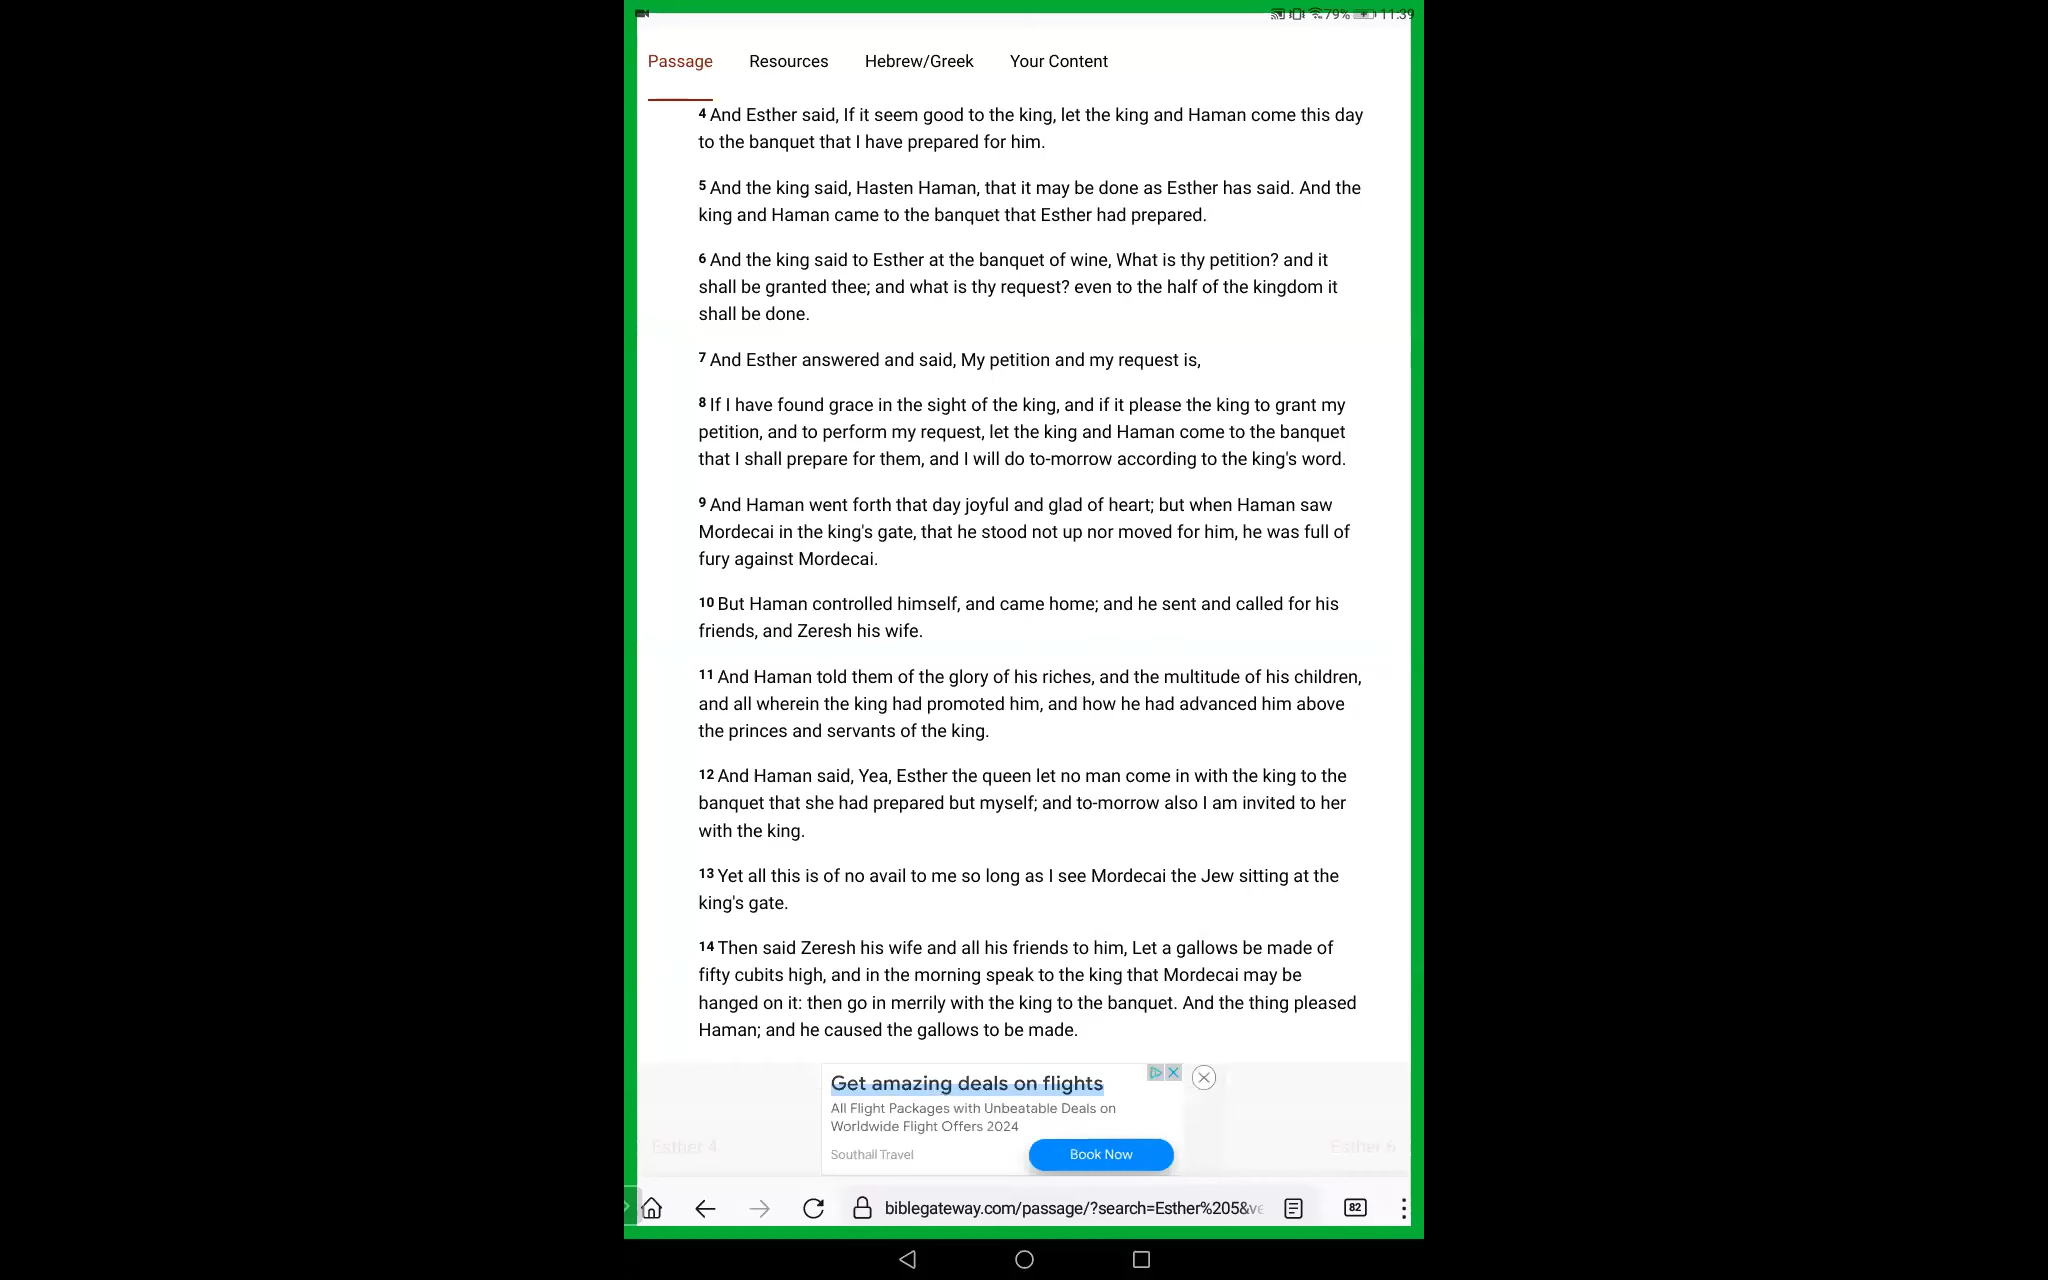 79% 11:39
Passage Resources Hebrew/Greek Your Content
4 And Esther said, If it seem good to the king, let the king and Haman come this day
to the banquet that I have prepared for him.
5 And the king said, Hasten Haman, that it may be done as Esther has said. And the
king and Haman came to the banquet that Esther had prepared.
6 And the king said to Esther at the banquet of wine, What is thy petition? and it
shall be granted thee; and what is thy request? even to the half of the kingdom it
shall be done.
7 And Esther answered and said, My petition and my request is,
8 If I have found grace in the sight of the king, and if it please the king to grant my
petition, and to perform my request, let the king and Haman come to the banquet
that I shall prepare for them, and I will do to-morrow according to the king's word.
9 And Haman went forth that day joyful and glad of heart; but when Haman saw
Mordecai in the king's gate, that he stood not up nor moved for him, he was full of
fury against Mordecai.
10 But Haman controlled himself, and came home; and he sent and called for his
friends, and Zeresh his wife.
11 And Haman told them of the glory of his riches, and the multitude of his children,
and all wherein the king had promoted him, and how he had advanced him above
the princes and servants of the king.
12 And Haman said, Yea, Esther the queen let no man come in with the king to the
banquet that she had prepared but myself; and to-morrow also I am invited to her
with the king.
13 Yet all this is of no avail to me so long as I see Mordecai the Jew sitting at the
king's gate.
14 Then said Zeresh his wife and all his friends to him, Let a gallows be made of
fifty cubits high, and in the morning speak to the king that Mordecai may be
hanged on it: then go in merrily with the king to the banquet. And the thing pleased
Haman; and he caused the gallows to be made.
Get amazing deals on flights
All Flight Packages with Unbeatable Deals on
Worldwide Flight Offers 2024
Esther 4 Esther 6
Southall Travel Book Now
biblegateway.com/passage/?search=Esther%205&ve 82